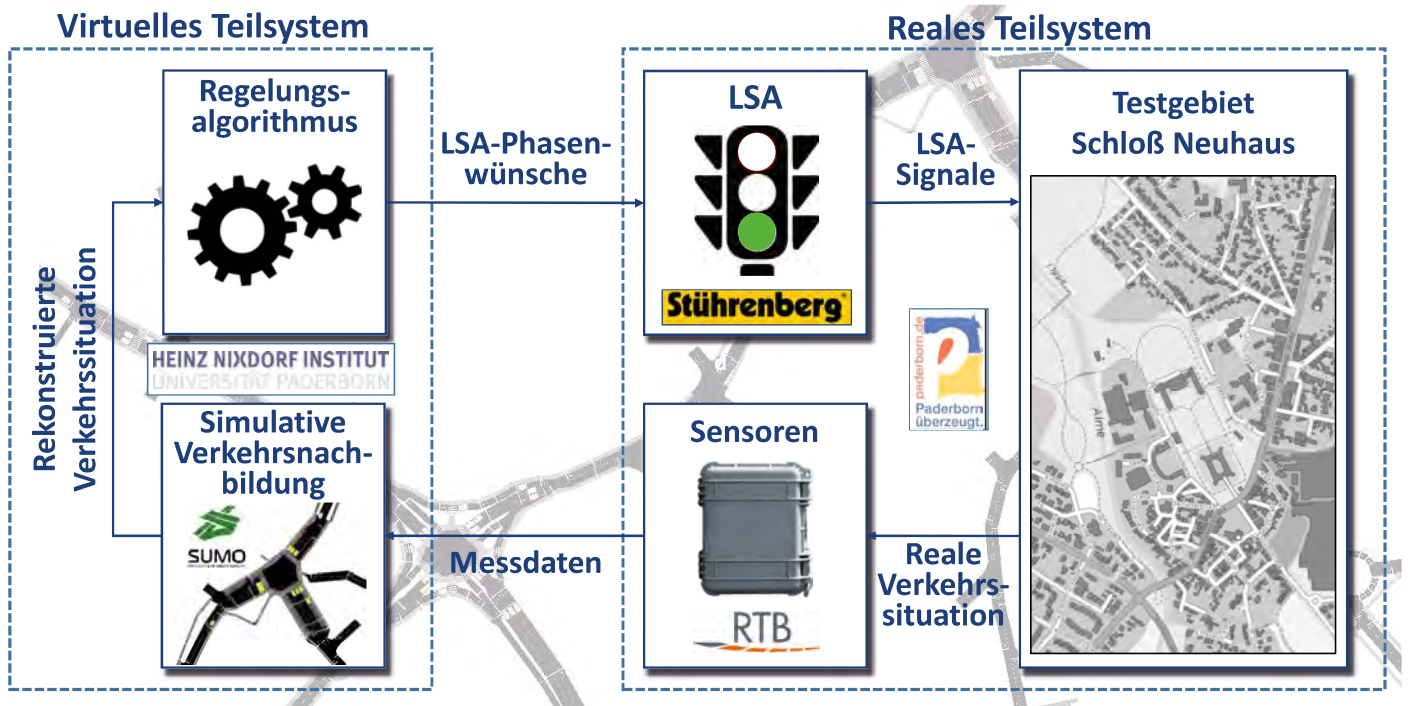 Virtuelles Teilsystem
Reales Teilsystem
Regelungs-
algorithmus
LSA-Phasen-
wünsche
LSA
Stührenberg
LSA-
Signale
Testgebiet
Schloß Neuhaus
Alme
Rekonstruierte
Verkehrssituation
HEINZ NIXDORF INSTITUT
UNIVERSITÄT PADERBORN
paderborn.de
Paderborn
überzeugt.
Simulative
Verkehrsnach-
bildung
SUMO
Messdaten
Sensoren
RTB
Reale
Verkehrs-
situation